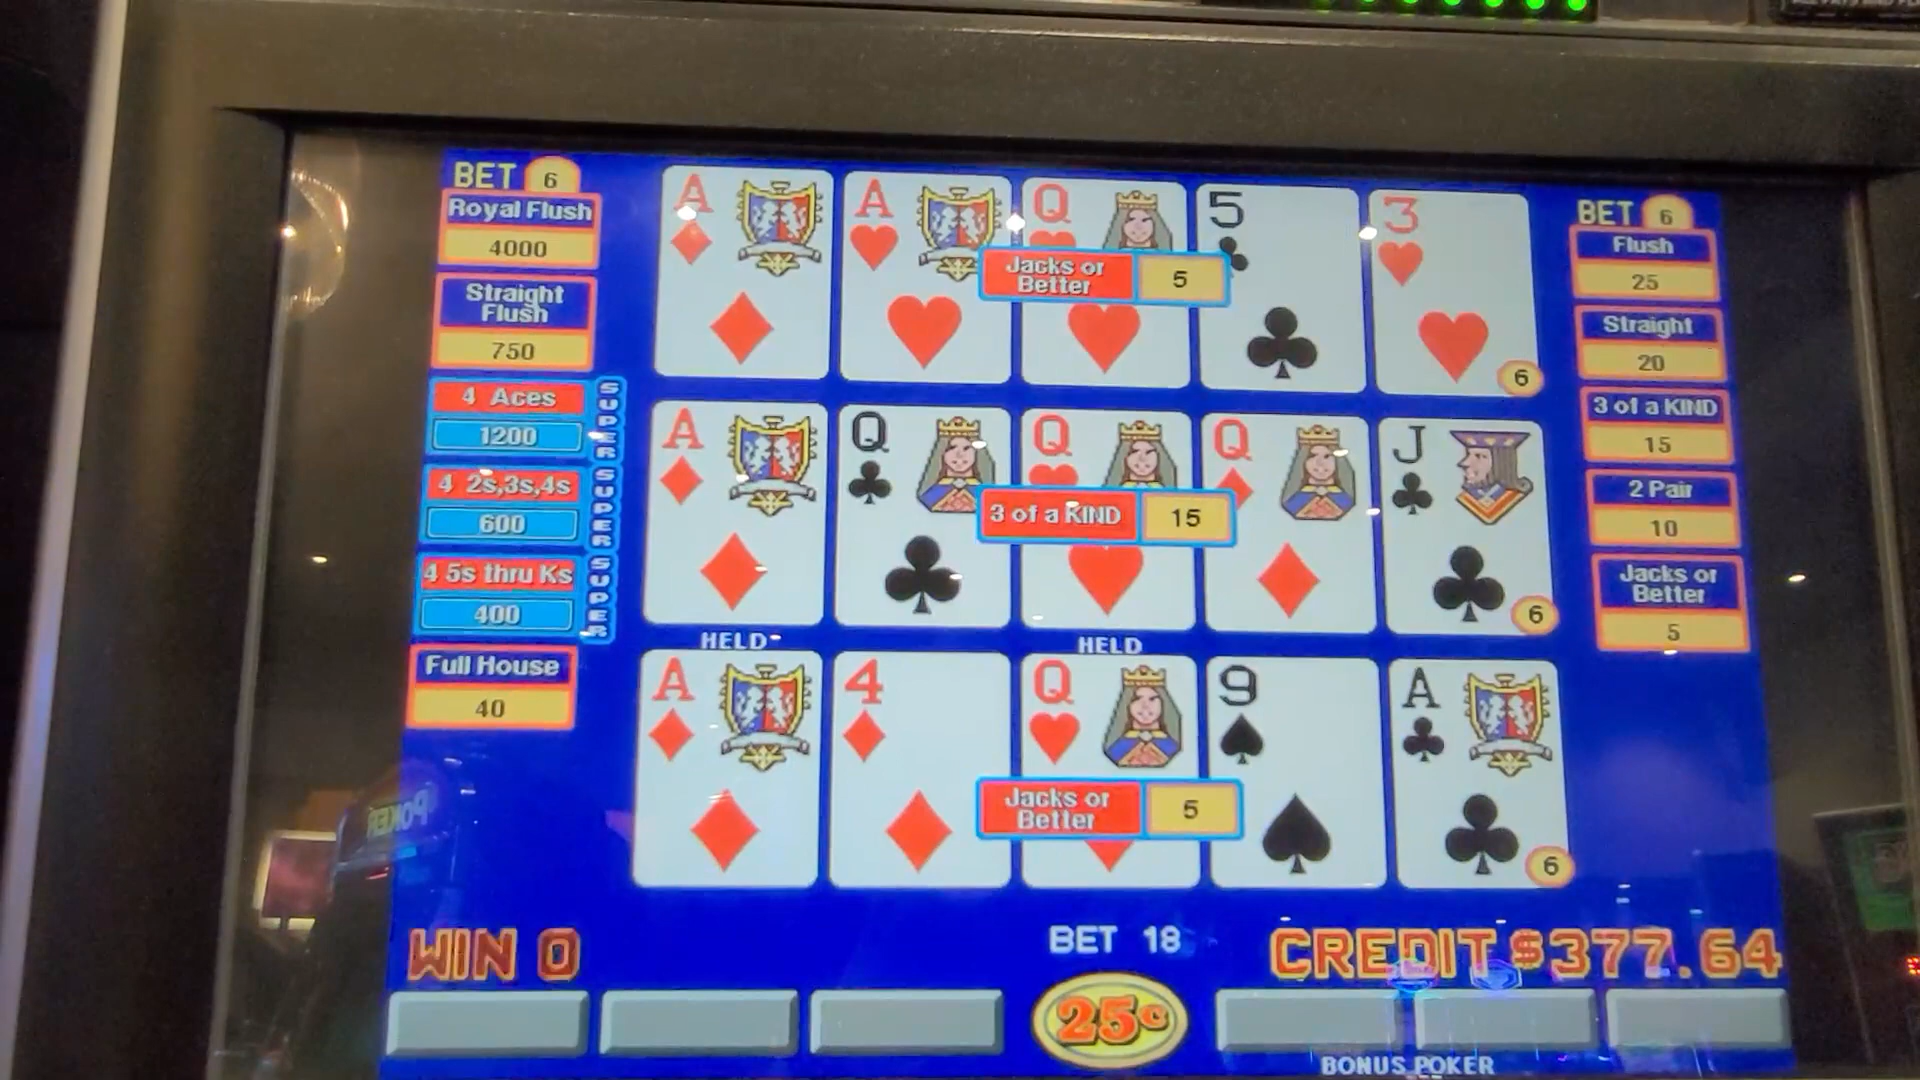 BET 6
Royal Flush
4000
Straight
Flush
750
4 Aces
1200
SUPER
4 2s,3s,4s
600
SUPER
4 5s thru Ks
400
SUPER
Full House
40
A
A
Q
5
3
Jacks or
Better
5
6
A
Q
Q
Q
J
3 of a KIND
15
6
HELD
HELD
A
4
Q
9
A
Jacks or
Better
5
6
BET 6
Flush
25
Straight
20
3 of a KIND
15
2 Pair
10
Jacks or
Better
5
WIN 0
BET 18
CREDIT $377.64
25¢
BONUS POKER